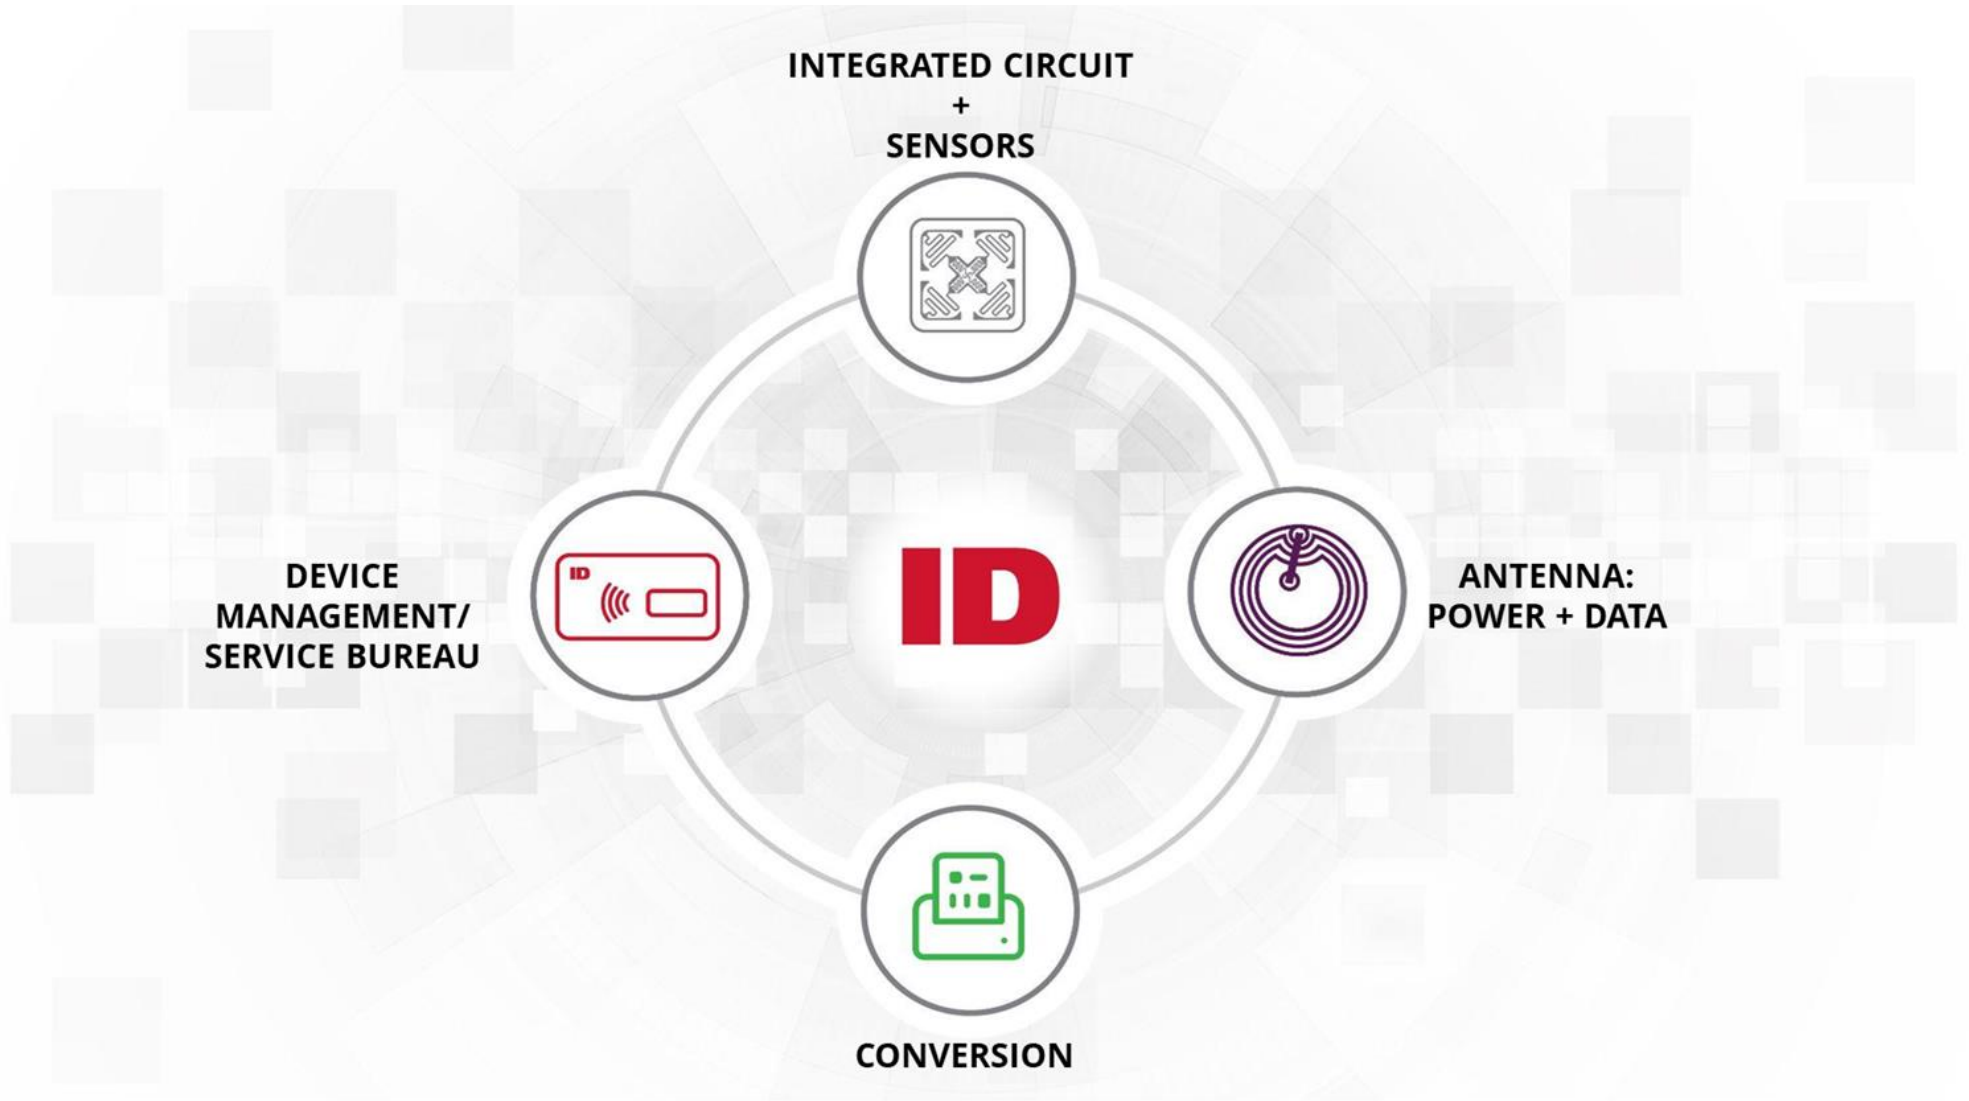 INTEGRATED CIRCUIT
+
SENSORS
DEVICE
MANAGEMENT/
SERVICE BUREAU
ID
ID
ANTENNA:
POWER + DATA
CONVERSION